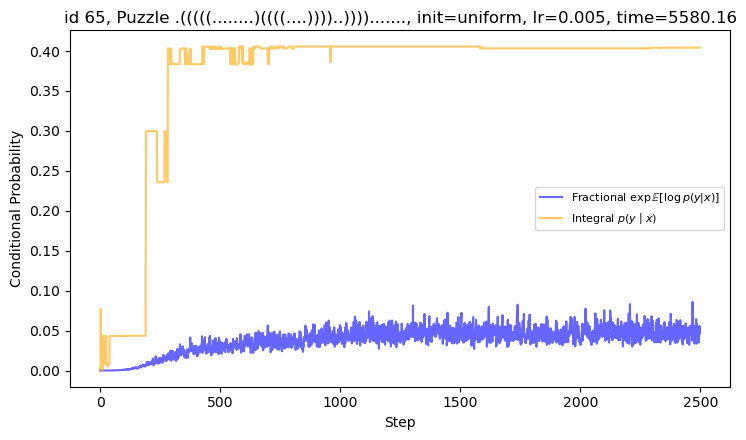 id 65, Puzzle .(((((........)((((....))))..))))......., init=uniform, lr=0.005, time=5580.16
Conditional Probability
0.40
0.35
0.30
0.25
0.20
0.15
0.10
0.05
0.00
Fractional exp𝔼[log p(y|x)]
Integral p(y | x)
0 500 1000 1500 2000 2500
Step